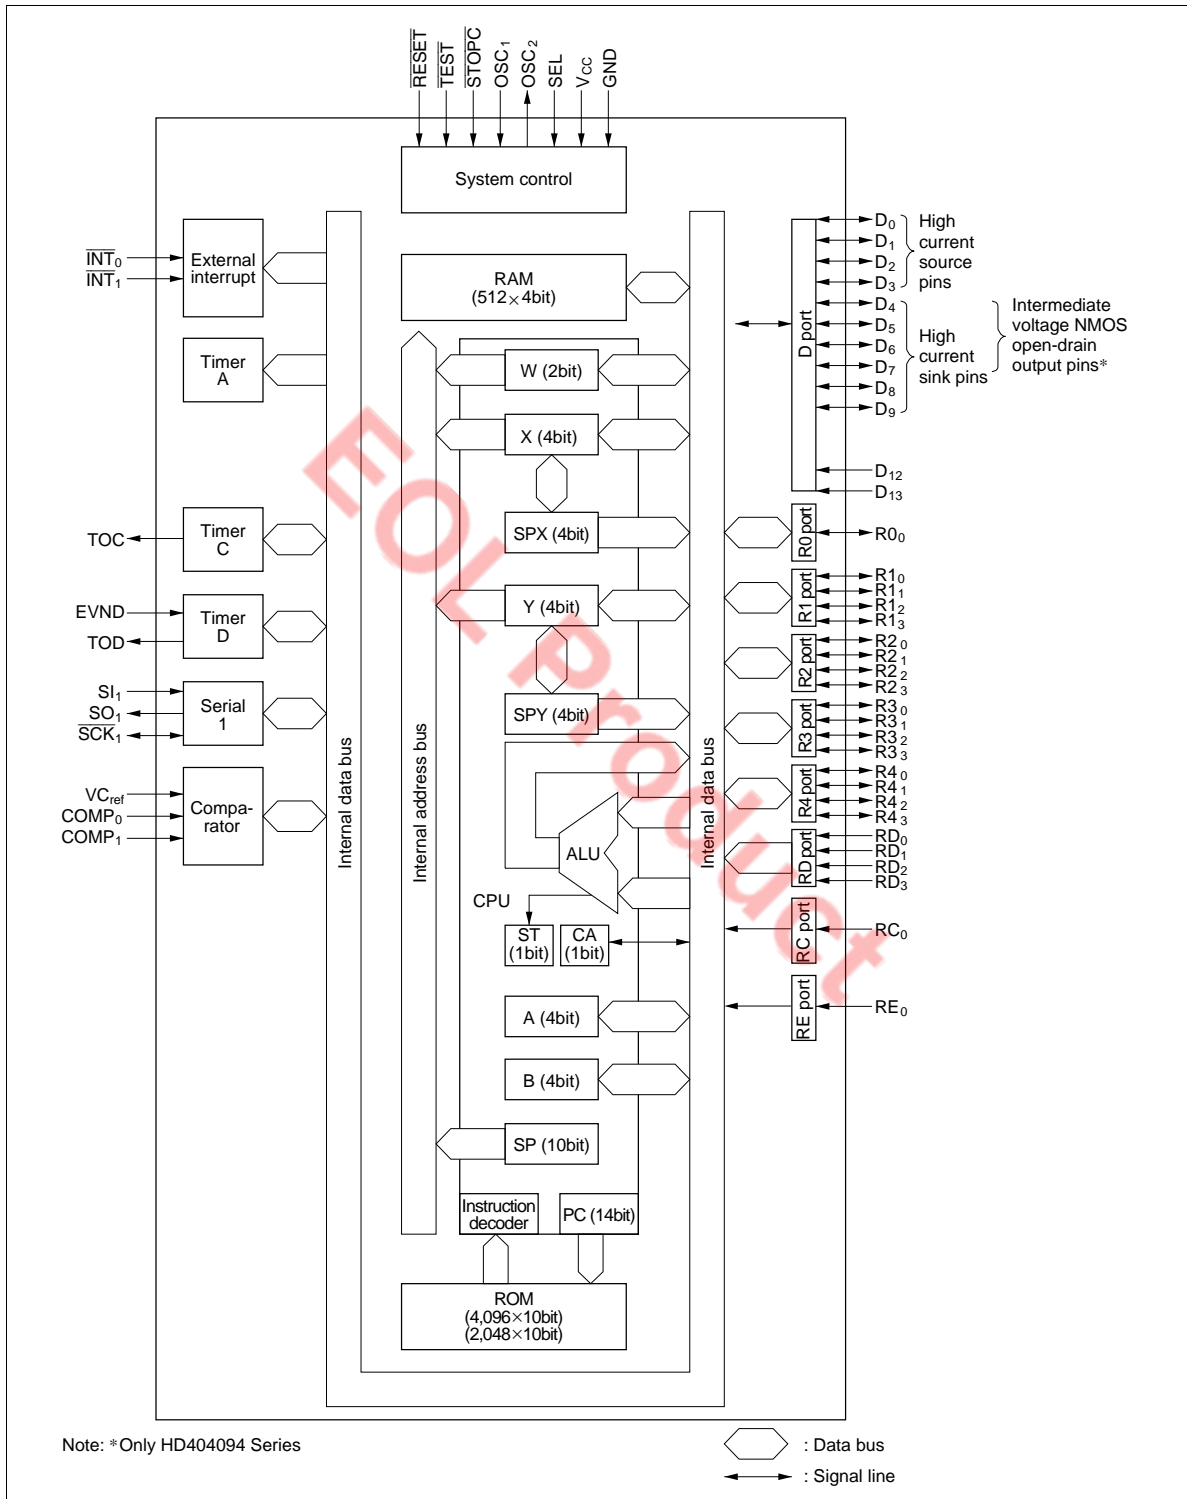 RESET
TEST
STOPC
OSC1
OSC2
SEL
VCC
GND
System control
INT0
INT1
External
interrupt
Timer
A
TOC
Timer
C
EVND
TOD
Timer
D
SI1
SO1
SCK1
Serial
1
VCref
COMP0
COMP1
Compa-
rator
Internal data bus
Internal address bus
RAM
(512×4bit)
W (2bit)
X (4bit)
SPX (4bit)
Y (4bit)
SPY (4bit)
ALU
CPU
ST
(1bit)
CA
(1bit)
A (4bit)
B (4bit)
SP (10bit)
Instruction
decoder
PC (14bit)
ROM
(4,096×10bit)
(2,048×10bit)
Internal data bus
D port
D0
D1
D2
D3
D4
D5
D6
D7
D8
D9
D12
D13
High
current
source
pins
High
current
sink pins
Intermediate
voltage NMOS
open-drain
output pins*
R0 port
R00
R1 port
R10
R11
R12
R13
R2 port
R20
R21
R22
R23
R3 port
R30
R31
R32
R33
R4 port
R40
R41
R42
R43
RD port
RD0
RD1
RD2
RD3
RC port
RC0
RE port
RE0
EOL Product
Note: *Only HD404094 Series
: Data bus
: Signal line